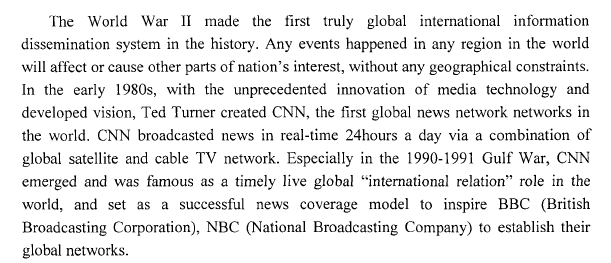 The World War II made the first truly global international information
dissemination system in the history. Any events happened in any region in the world
will affect or cause other parts of nation's interest, without any geographical constraints.
In the early 1980s, with the unprecedented innovation of media technology and
developed vision, Ted Turner created CNN, the first global news network networks in
the world. CNN broadcasted news in real-time 24hours a day via a combination of
global satellite and cable TV network. Especially in the 1990-1991 Gulf War, CNN
emerged and was famous as a timely live global “international relation” role in the
world, and set as a successful news coverage model to inspire BBC (British
Broadcasting Corporation), NBC (National Broadcasting Company) to establish their
global networks.